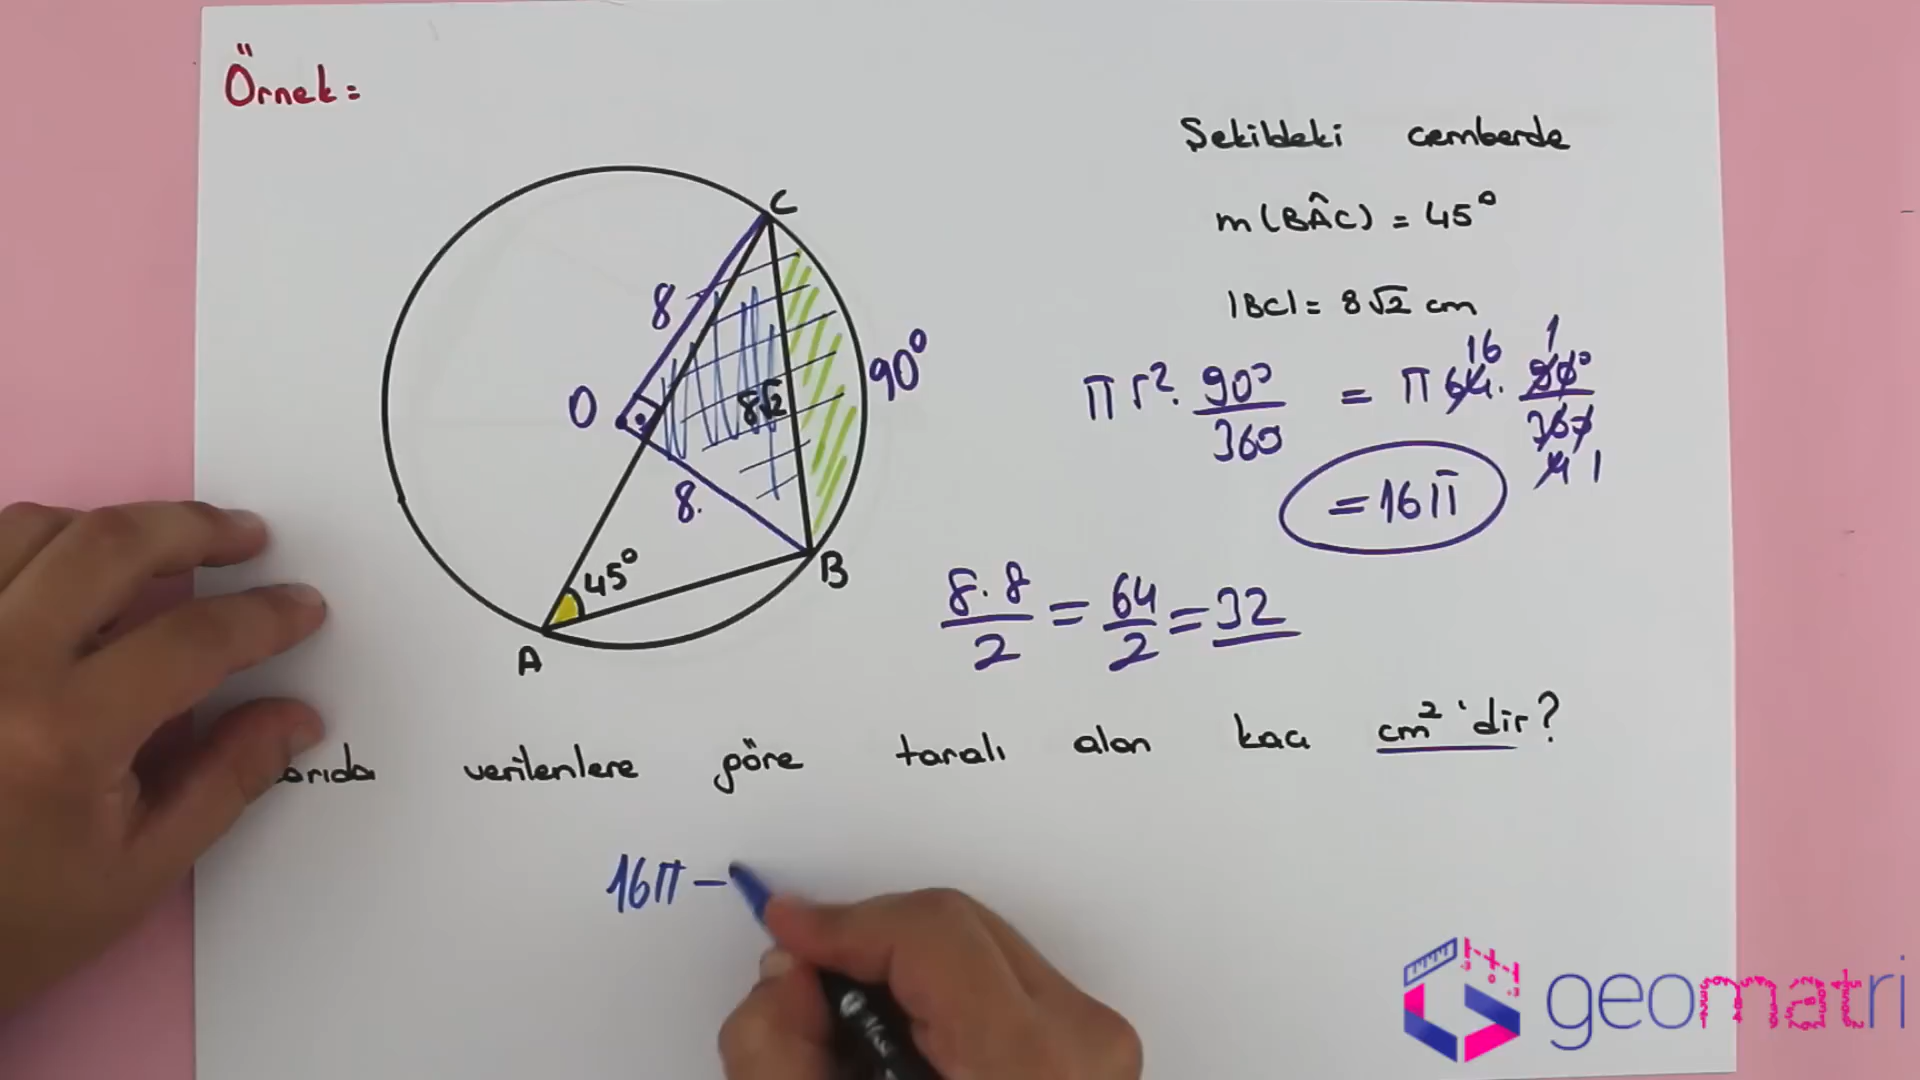 Örnek:
Şekildeki çemberde
m(BÂC) = 45°
|BC| = 8√2 cm
C
8
90°
O
8√2
8.
45°
B
A
πr². 90°/360 = π 64. 90°/360
16
1
4 1
= 16π
8.8/2 = 64/2 = 32
arıda verilenlere göre taralı alan kaç cm² 'dir?
16π -
geomatri